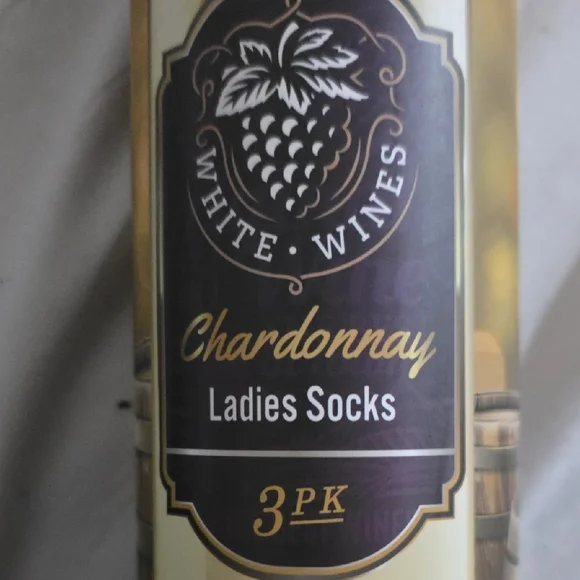 WHITE · WINES
Chardonnay
Ladies Socks
3PK